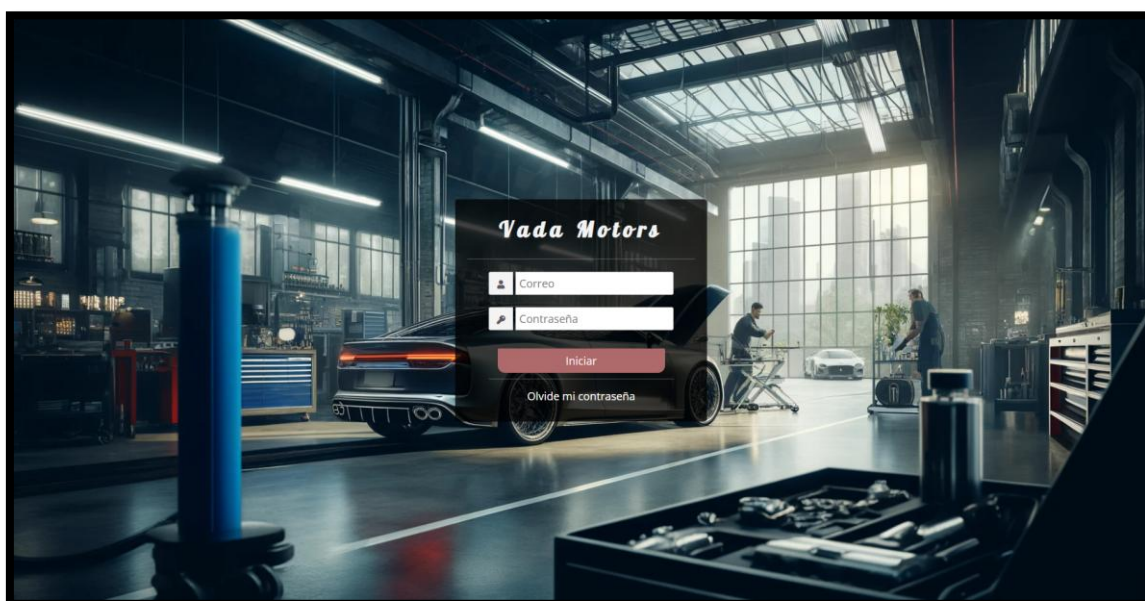 Vada Motors
Correo
Contraseña
Iniciar
Olvide mi contraseña